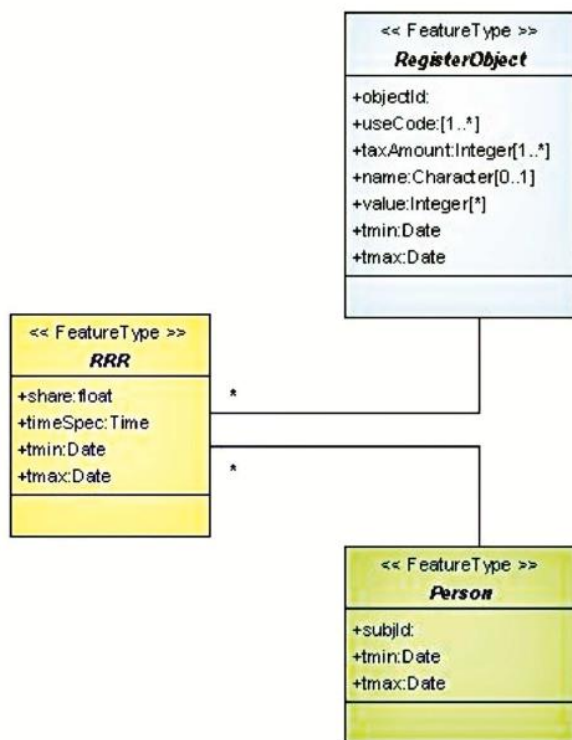 << FeatureType >>
RegisterObject
+objectId:
+useCode:[1..*]
+taxAmount:Integer[1..*]
+name:Character[0..1]
+value:Integer[*]
+tmin:Date
+tmax:Date
<< FeatureType >>
RRR
+share:float
+timeSpec:Time
+tmin:Date
+tmax:Date
*
*
<< FeatureType >>
Person
+subjId:
+tmin:Date
+tmax:Date